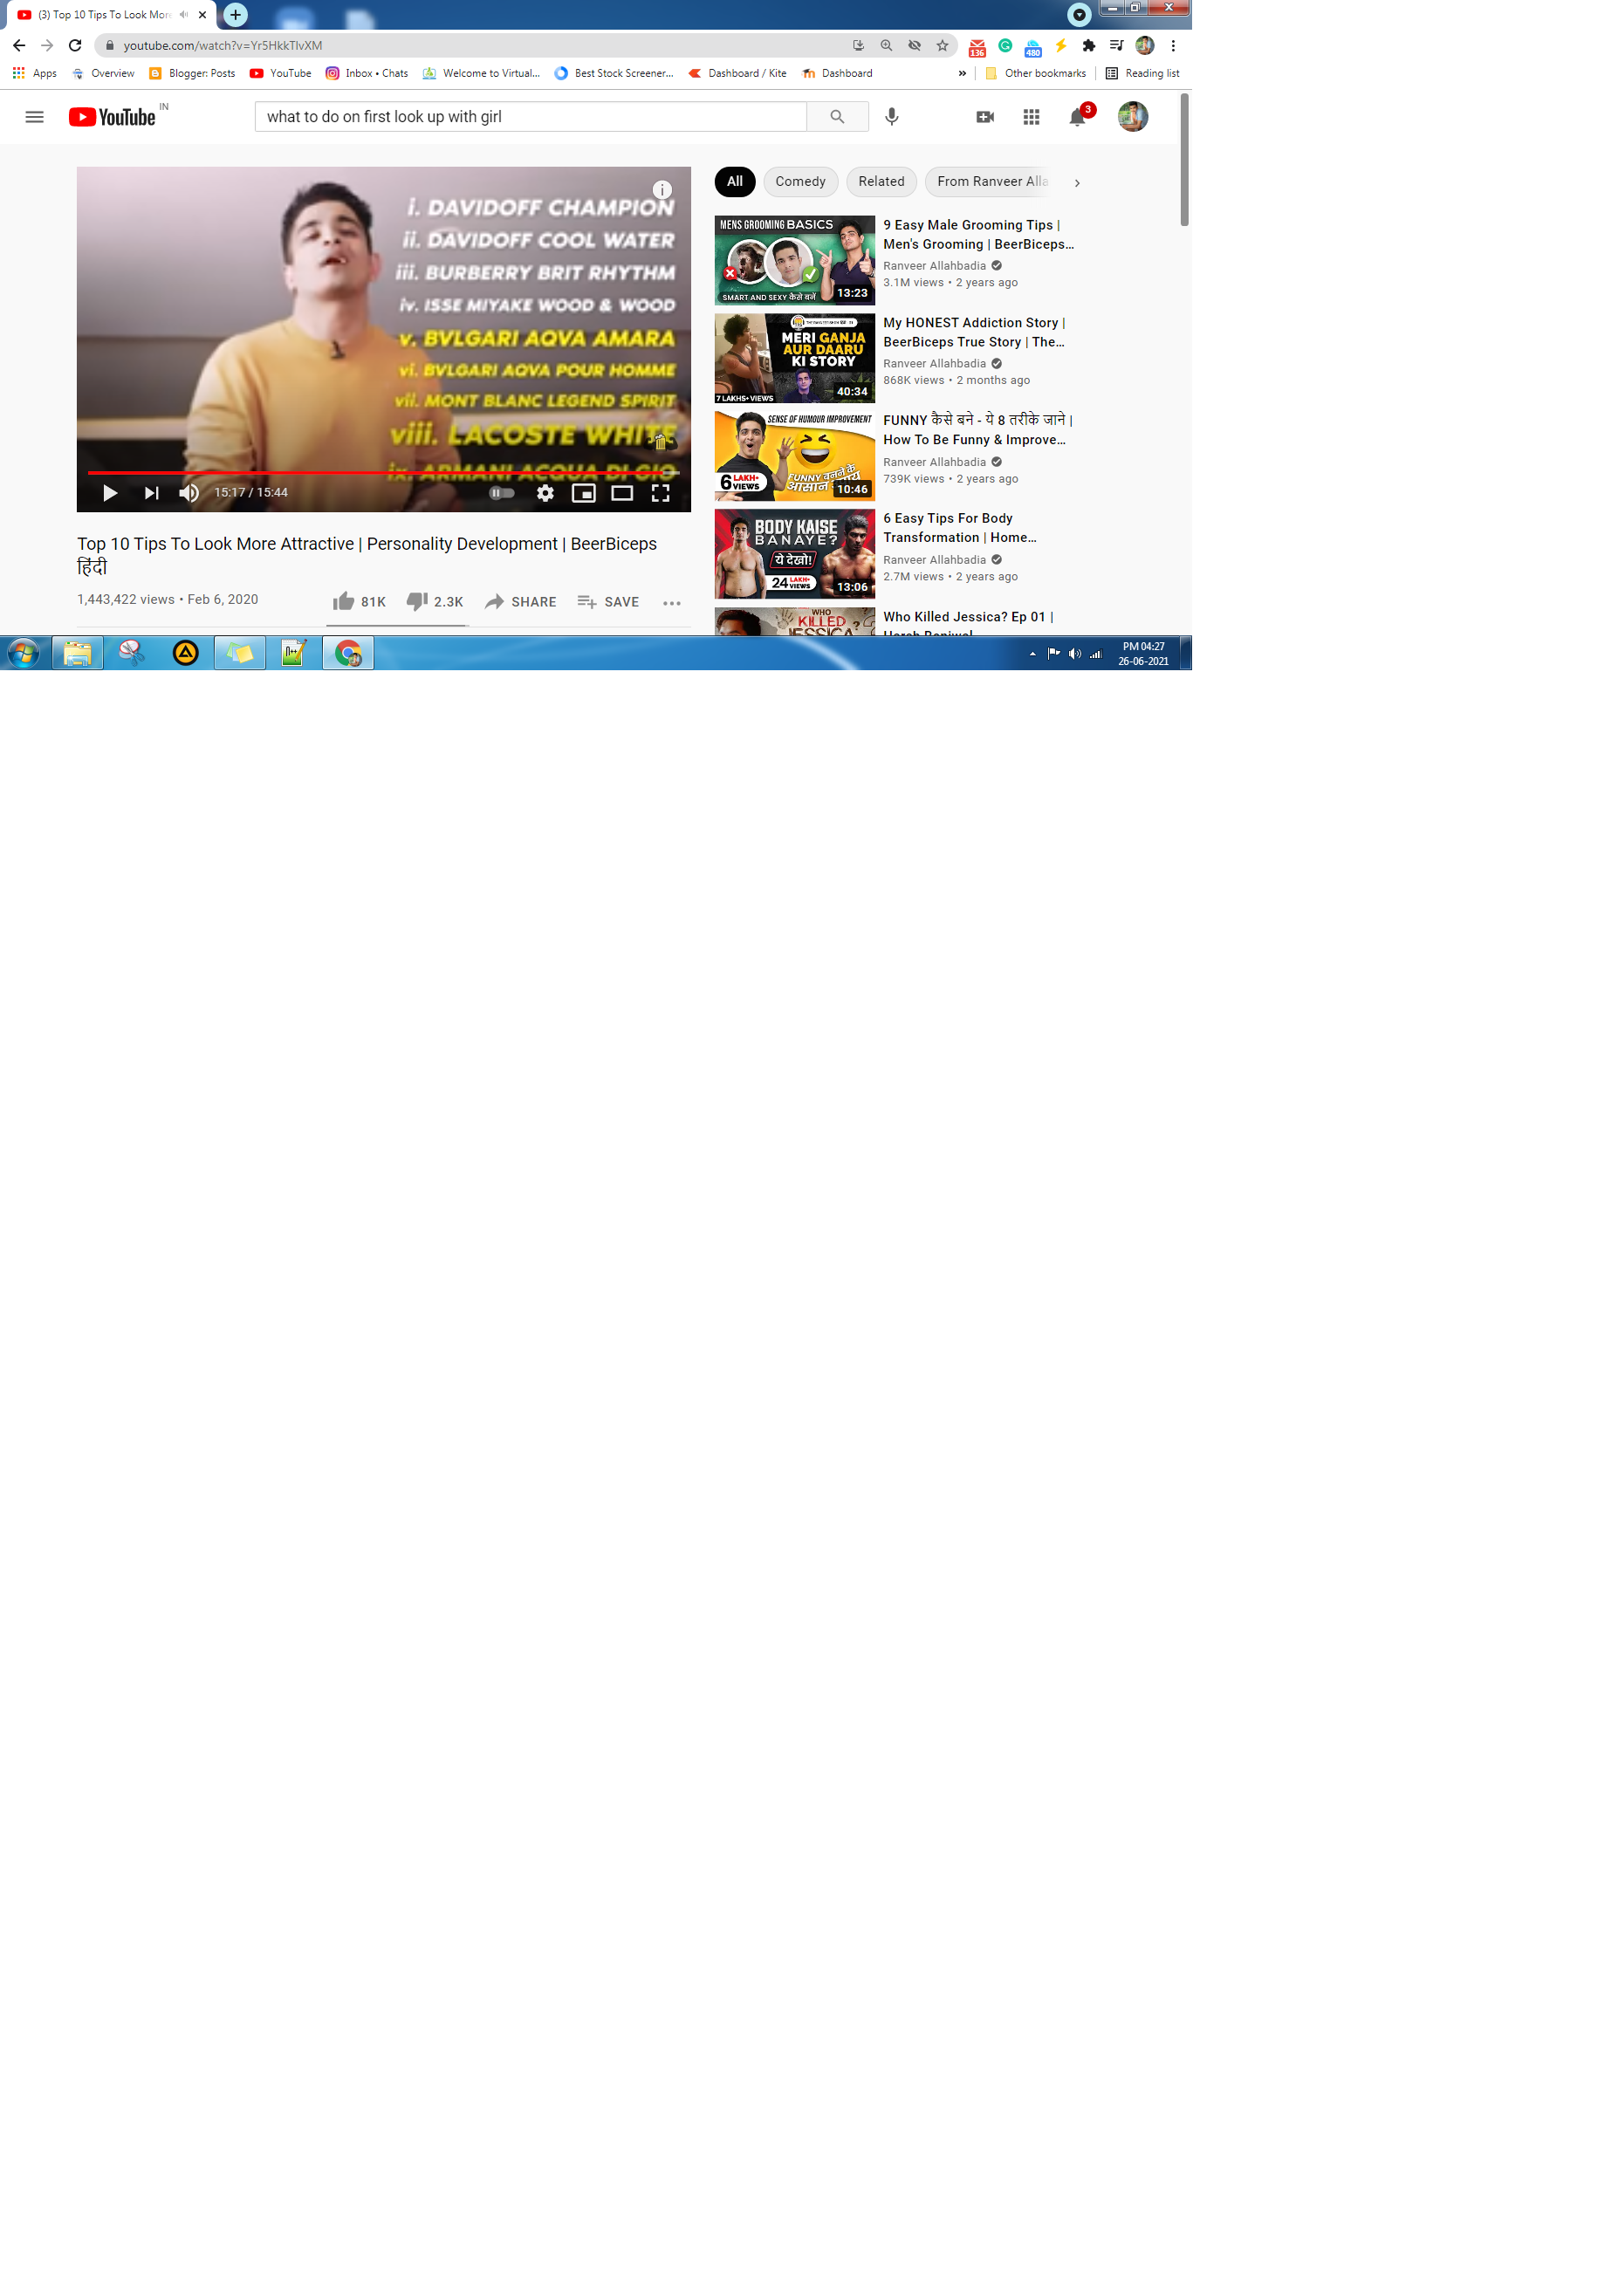 (3) Top 10 Tips To Look More
youtube.com/watch?v=Yr5HkkTIvXM
136
480
Apps
Overview
Blogger: Posts
YouTube
Inbox • Chats
Welcome to Virtual...
Best Stock Screener...
Dashboard / Kite
Dashboard
»
Other bookmarks
Reading list
YouTube IN
what to do on first look up with girl
3
i. DAVIDOFF CHAMPION
ii. DAVIDOFF COOL WATER
iii. BURBERRY BRIT RHYTHM
iv. ISSE MIYAKE WOOD & WOOD
v. BVLGARI AQVA AMARA
vi. BVLGARI AQVA POUR HOMME
vii. MONT BLANC LEGEND SPIRIT
viii. LACOSTE WHITE
ix. ARMANI ACQUA DI GIO
15:17 / 15:44
Top 10 Tips To Look More Attractive | Personality Development | BeerBiceps
हिंदी
1,443,422 views • Feb 6, 2020
81K
2.3K
SHARE
SAVE
All
Comedy
Related
From Ranveer Alla
MENS GROOMING BASICS
SMART AND SEXY कैसे बनें
13:23
9 Easy Male Grooming Tips |
Men's Grooming | BeerBiceps...
Ranveer Allahbadia
3.1M views • 2 years ago
MERI GANJA
AUR DAARU
KI STORY
7 LAKHS+ VIEWS
40:34
My HONEST Addiction Story |
BeerBiceps True Story | The...
Ranveer Allahbadia
868K views • 2 months ago
SENSE OF HUMOUR IMPROVEMENT
6 LAKH+
VIEWS
FUNNY बनने के
आसान
10:46
FUNNY कैसे बने - ये 8 तरीके जाने |
How To Be Funny & Improve...
Ranveer Allahbadia
739K views • 2 years ago
BODY KAISE
BANAYE?
ये देखो!
24 LAKH+
VIEWS
13:06
6 Easy Tips For Body
Transformation | Home...
Ranveer Allahbadia
2.7M views • 2 years ago
WHO
KILLED
JESSICA?
Who Killed Jessica? Ep 01 |
Harsh Beniwal
PM 04:27
26-06-2021